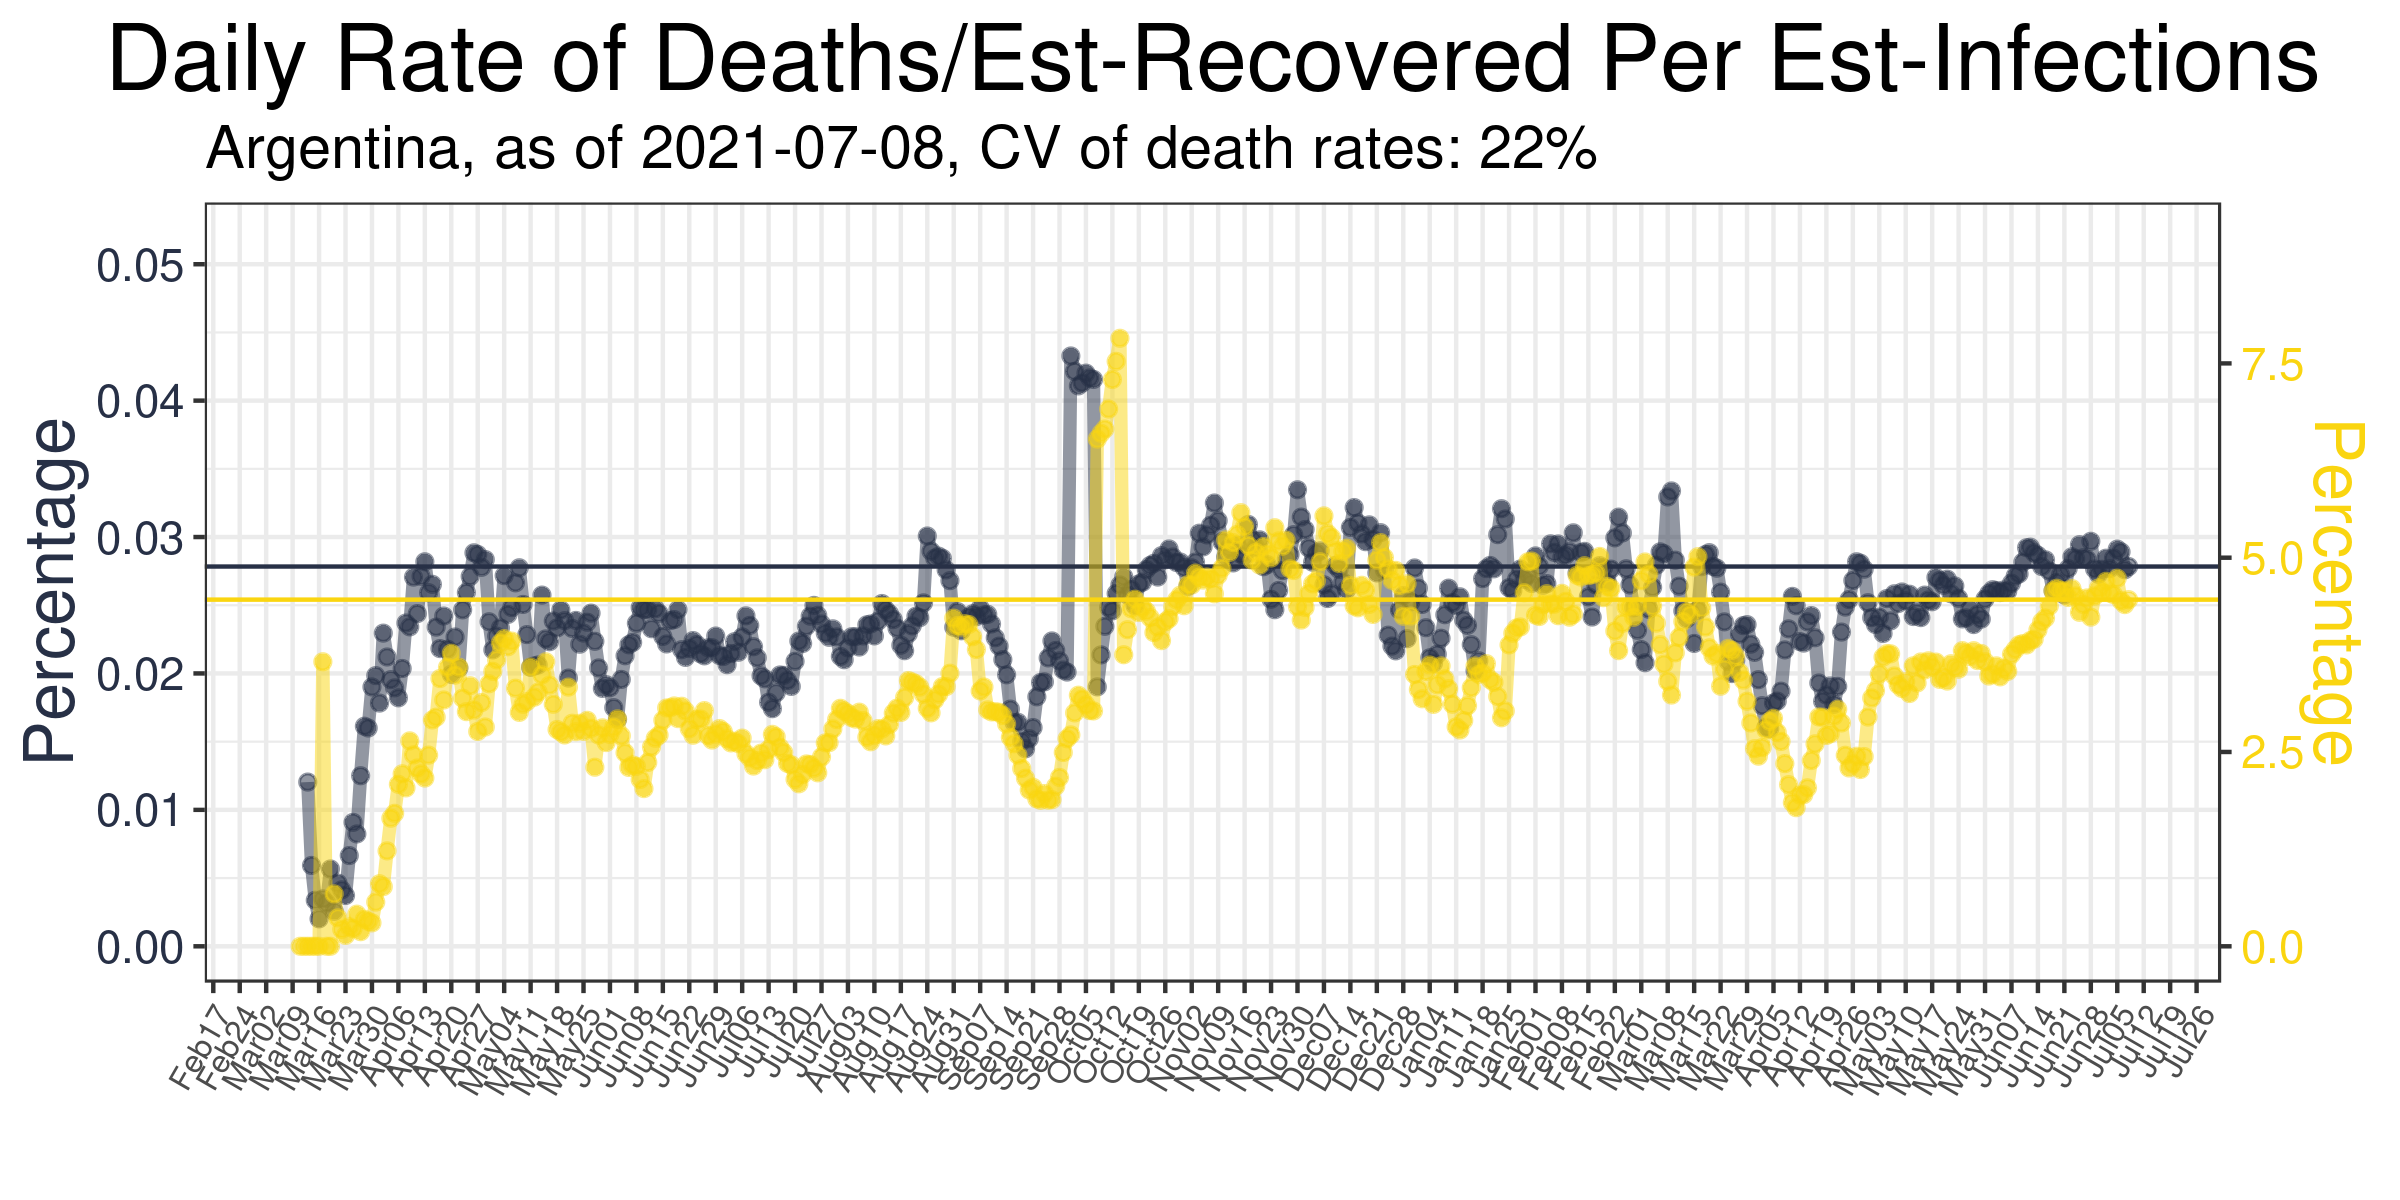 Daily Rate of Deaths/Est-Recovered Per Est-Infections
Argentina, as of 2021-07-08, CV of death rates: 22%
Percentage
0.05
0.04
0.03
0.02
0.01
0.00
7.5
5.0
2.5
0.0
Percentage
Feb17
Feb24
Mar02
Mar09
Mar16
Mar23
Mar30
Apr06
Apr13
Apr20
Apr27
May04
May11
May18
May25
Jun01
Jun08
Jun15
Jun22
Jun29
Jul06
Jul13
Jul20
Jul27
Aug03
Aug10
Aug17
Aug24
Aug31
Sep07
Sep14
Sep21
Sep28
Oct05
Oct12
Oct19
Oct26
Nov02
Nov09
Nov16
Nov23
Nov30
Dec07
Dec14
Dec21
Dec28
Jan04
Jan11
Jan18
Jan25
Feb01
Feb08
Feb15
Feb22
Mar01
Mar08
Mar15
Mar22
Mar29
Apr05
Apr12
Apr19
Apr26
May03
May10
May17
May24
May31
Jun07
Jun14
Jun21
Jun28
Jul05
Jul12
Jul19
Jul26